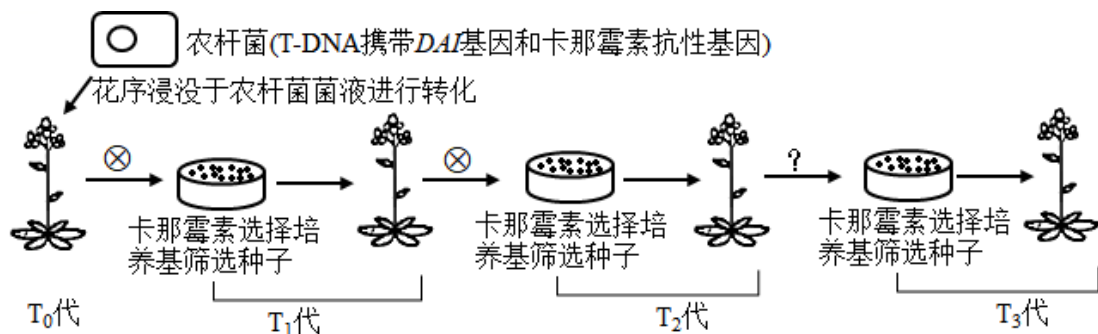 农杆菌(T-DNA携带DAI基因和卡那霉素抗性基因)
花序浸没于农杆菌菌液进行转化
?
卡那霉素选择培
养基筛选种子
卡那霉素选择培
养基筛选种子
卡那霉素选择培
养基筛选种子
T₀代
T₁代
T₂代
T₃代